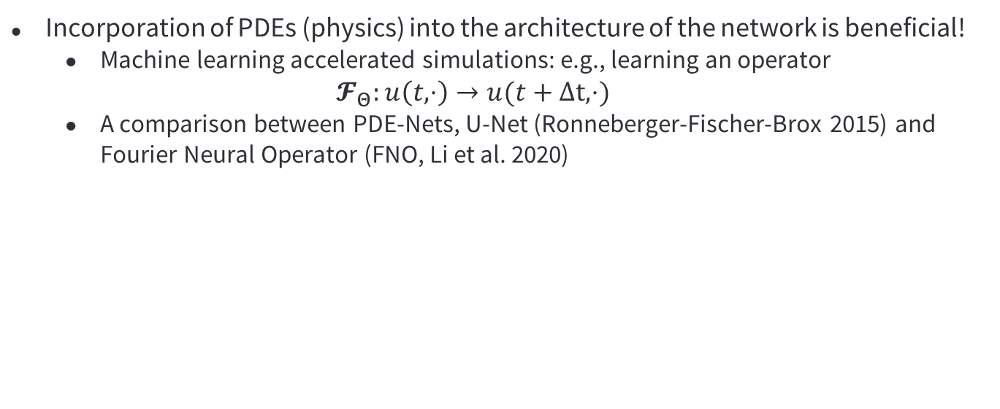 • Incorporation of PDEs (physics) into the architecture of the network is beneficial!
• Machine learning accelerated simulations: e.g., learning an operator
𝓕_Θ: u(t,·) → u(t + Δt,·)
• A comparison between PDE-Nets, U-Net (Ronneberger-Fischer-Brox 2015) and
Fourier Neural Operator (FNO, Li et al. 2020)